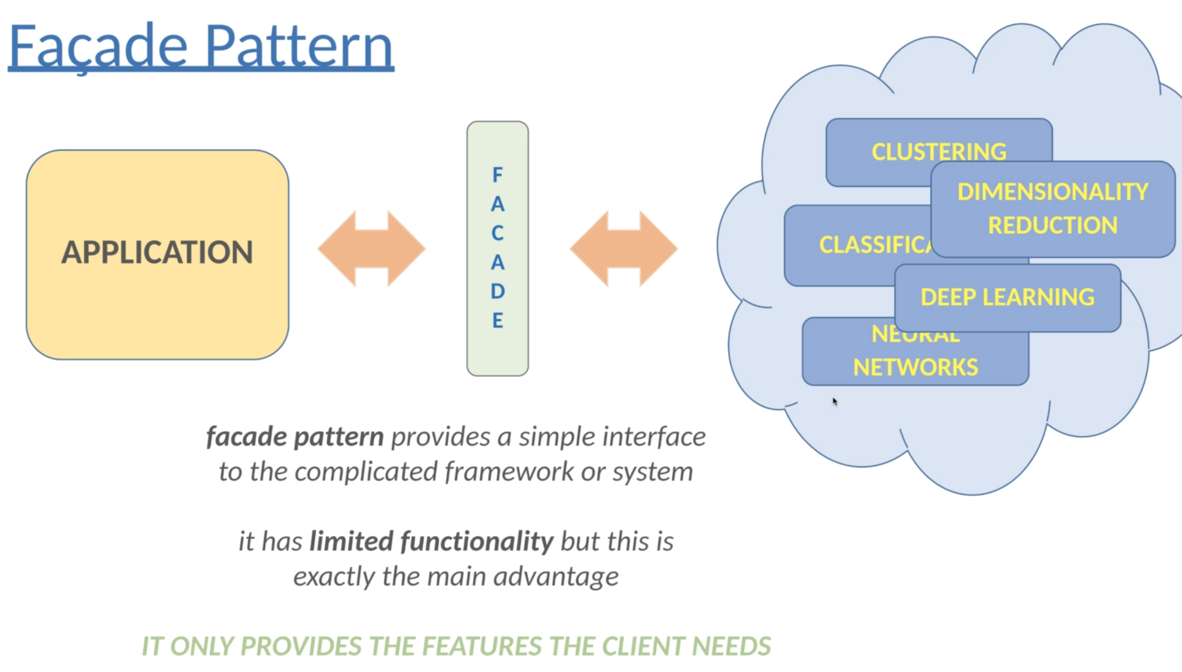 Façade Pattern
APPLICATION
F
A
C
A
D
E
CLUSTERING
DIMENSIONALITY
REDUCTION
DEEP LEARNING
NEURAL
NETWORKS
facade pattern provides a simple interface
to the complicated framework or system
it has limited functionality but this is
exactly the main advantage
IT ONLY PROVIDES THE FEATURES THE CLIENT NEEDS